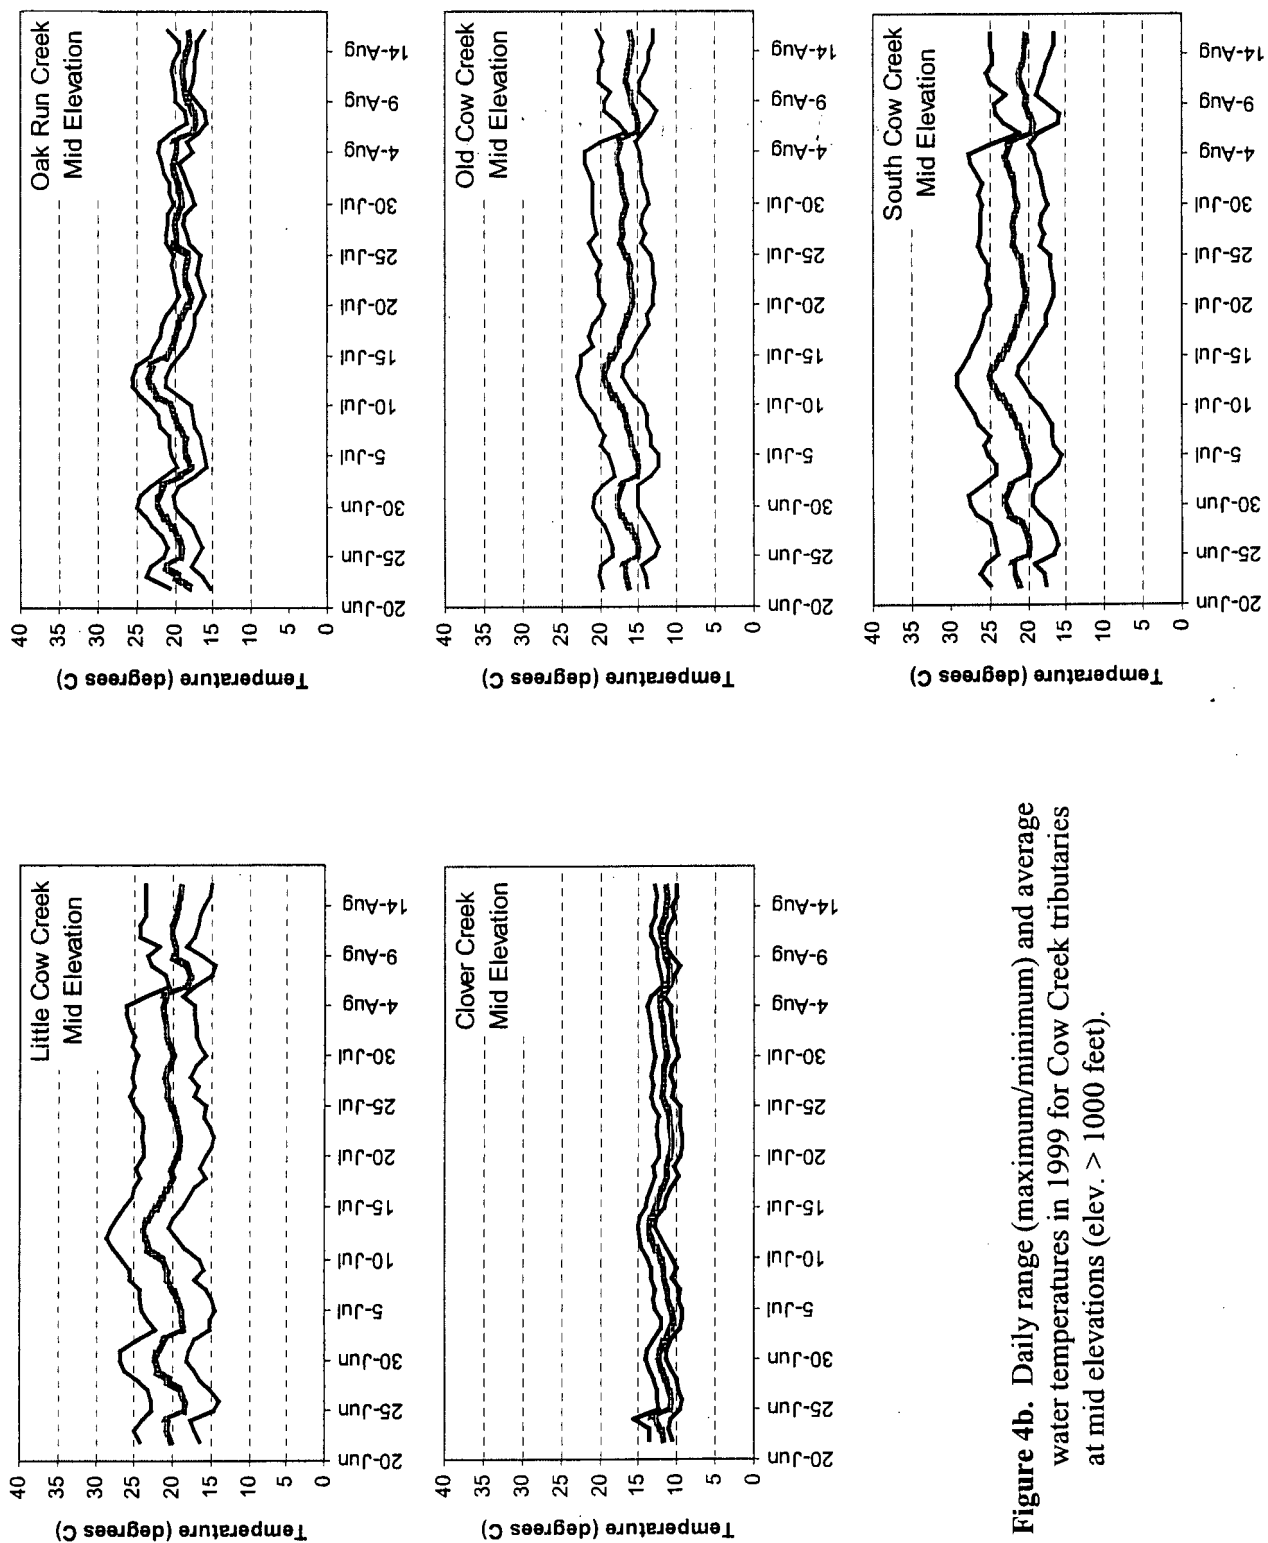 Little Cow Creek
Mid Elevation
Temperature (degrees C)
40
35
30
25
20
15
10
5
0
20-Jun
25-Jun
30-Jun
5-Jul
10-Jul
15-Jul
20-Jul
25-Jul
30-Jul
4-Aug
9-Aug
14-Aug
Oak Run Creek
Mid Elevation
Temperature (degrees C)
40
35
30
25
20
15
10
5
0
20-Jun
25-Jun
30-Jun
5-Jul
10-Jul
15-Jul
20-Jul
25-Jul
30-Jul
4-Aug
9-Aug
14-Aug
Clover Creek
Mid Elevation
Temperature (degrees C)
40
35
30
25
20
15
10
5
0
20-Jun
25-Jun
30-Jun
5-Jul
10-Jul
15-Jul
20-Jul
25-Jul
30-Jul
4-Aug
9-Aug
14-Aug
Old Cow Creek
Mid Elevation
Temperature (degrees C)
40
35
30
25
20
15
10
5
0
20-Jun
25-Jun
30-Jun
5-Jul
10-Jul
15-Jul
20-Jul
25-Jul
30-Jul
4-Aug
9-Aug
14-Aug
South Cow Creek
Mid Elevation
Temperature (degrees C)
40
35
30
25
20
15
10
5
0
20-Jun
25-Jun
30-Jun
5-Jul
10-Jul
15-Jul
20-Jul
25-Jul
30-Jul
4-Aug
9-Aug
14-Aug
Figure 4b. Daily range (maximum/minimum) and average
water temperatures in 1999 for Cow Creek tributaries
at mid elevations (elev. > 1000 feet).